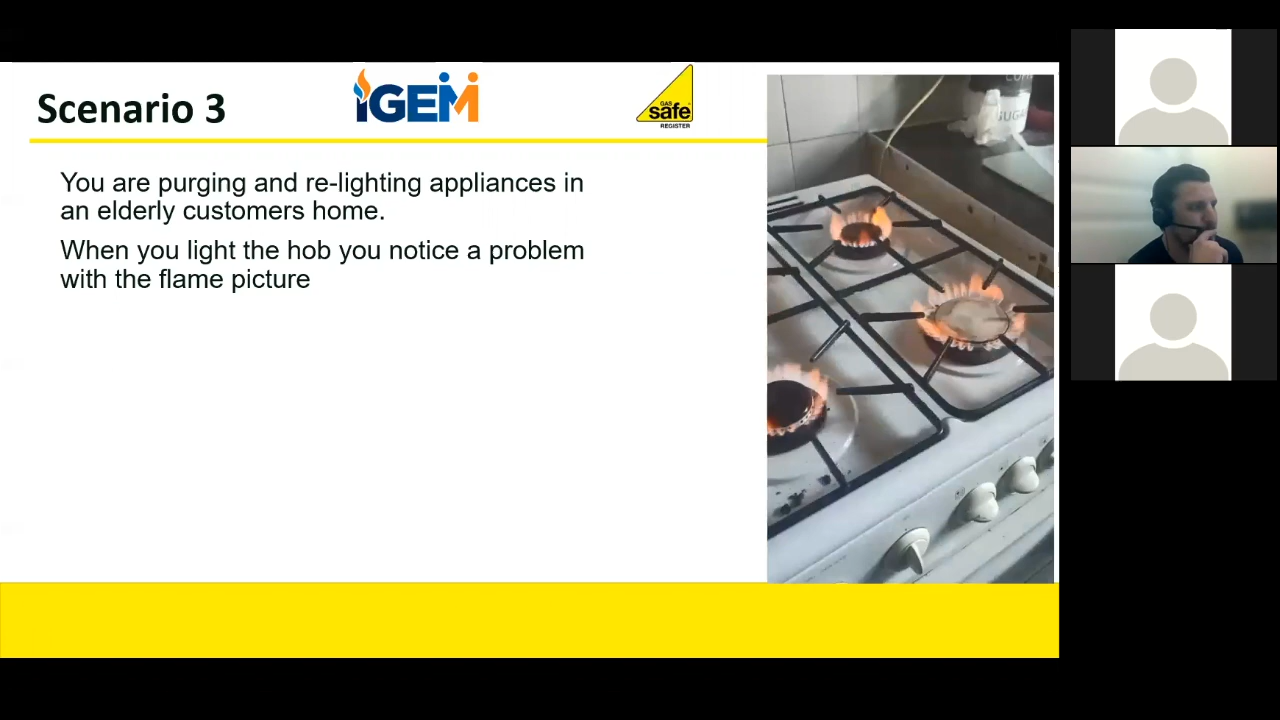 Scenario 3
IGEM
GAS
safe
REGISTER
You are purging and re-lighting appliances in
an elderly customers home.
When you light the hob you notice a problem
with the flame picture
SUGAR